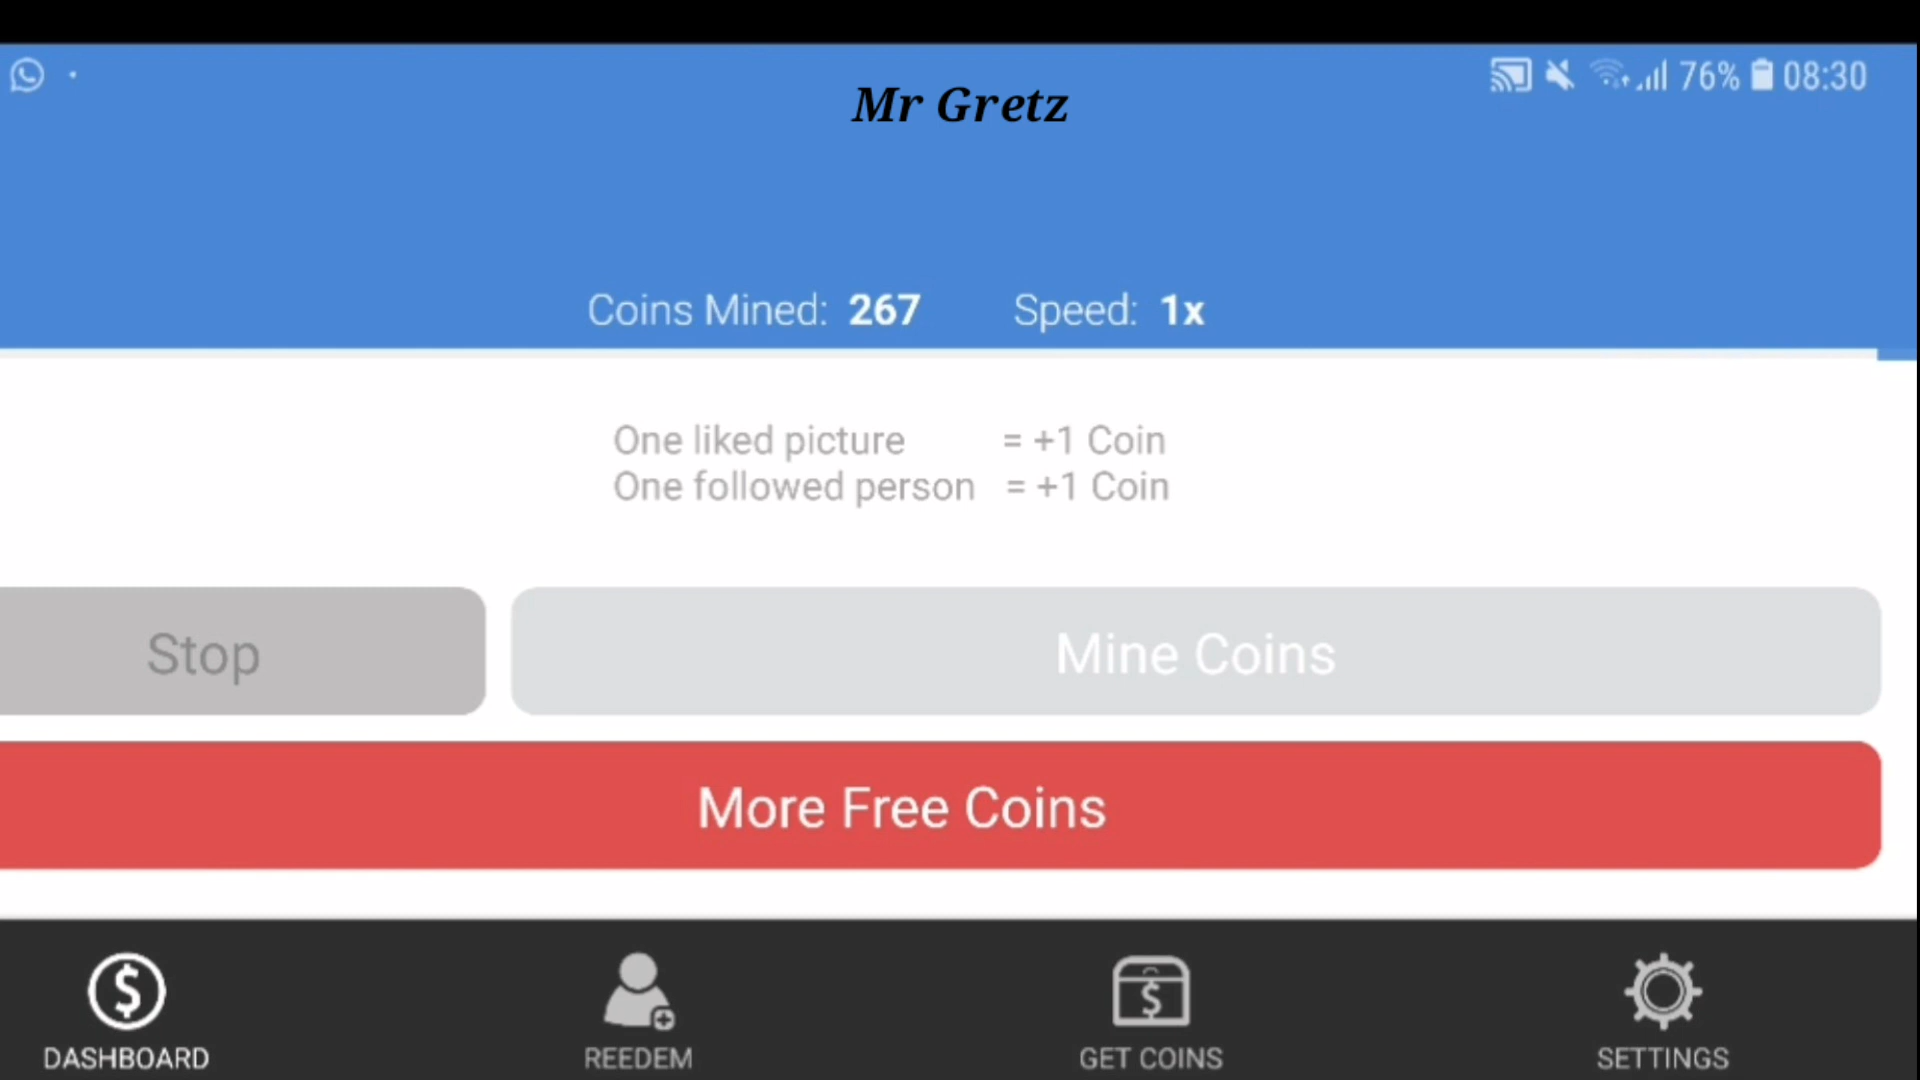 76% 08:30
Mr Gretz
Coins Mined: 267 Speed: 1x
One liked picture = +1 Coin
One followed person = +1 Coin
Stop
Mine Coins
More Free Coins
DASHBOARD
REEDEM
GET COINS
SETTINGS